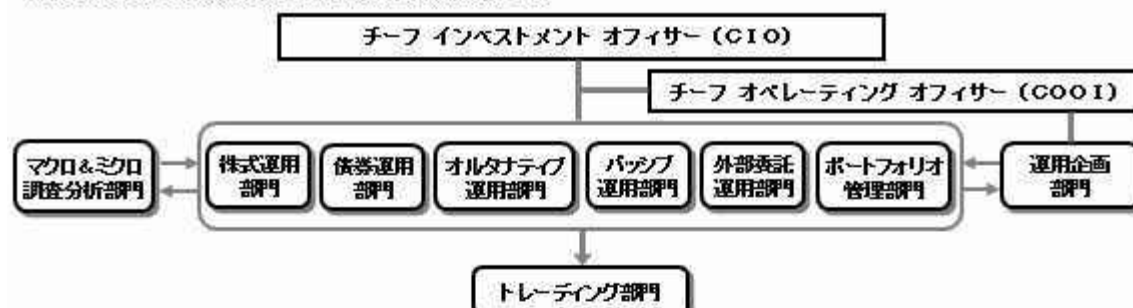 チーフ インベストメント オフィサー (CIO)
チーフ オペレーティング オフィサー (COOI)
マクロ&ミクロ
調査分析部門
株式運用
部門
債券運用
部門
オルタナティブ
運用部門
パッシブ
運用部門
外部委託
運用部門
ポートフォリオ
管理部門
運用企画
部門
トレーディング部門